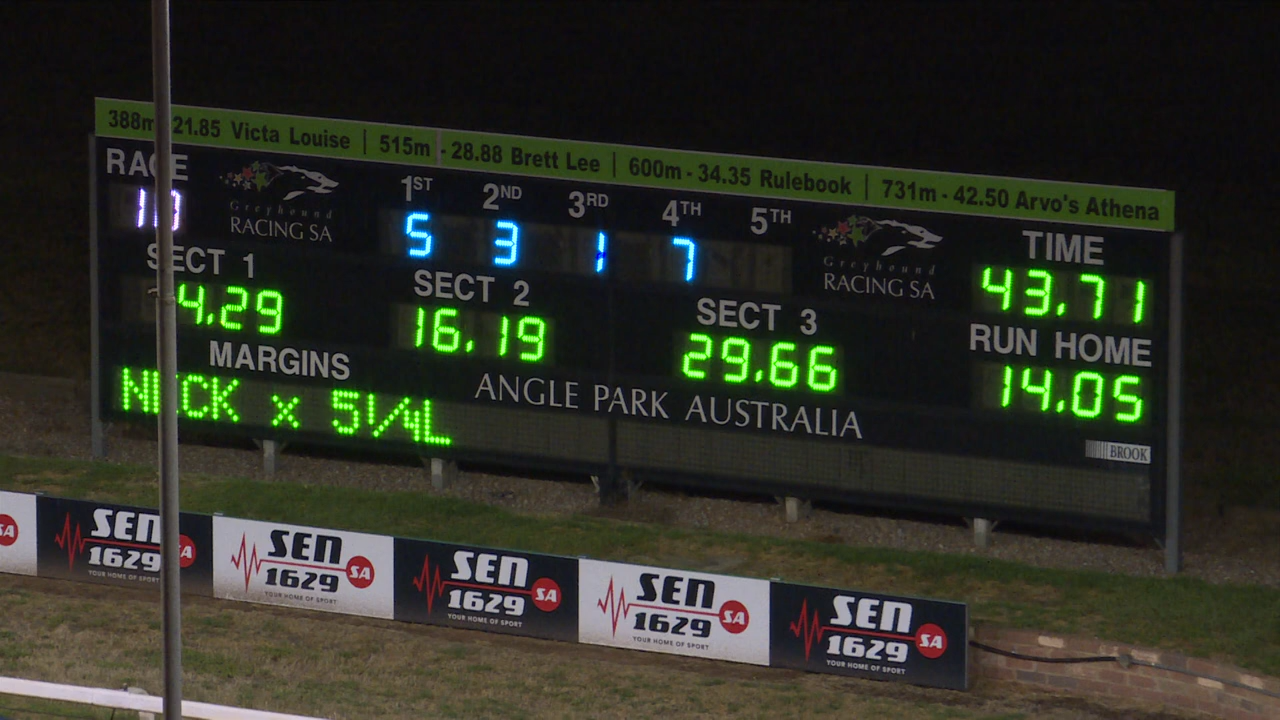 388m 21.85 Victa Louise | 515m - 28.88 Brett Lee | 600m - 34.35 Rulebook | 731m - 42.50 Arvo's Athena
RACE
Greyhound
RACING SA
1ST 2ND 3RD 4TH 5TH
5 3 1 7
Greyhound
RACING SA
TIME
43.71
SECT 1
4.29
SECT 2
16.19
SECT 3
29.66
RUN HOME
14.05
MARGINS
NECK x 5¼L
ANGLE PARK AUSTRALIA
BROOK
SA
SEN
1629 SA
YOUR HOME OF SPORT
SEN
1629 SA
YOUR HOME OF SPORT
SEN
1629 SA
YOUR HOME OF SPORT
SEN
1629 SA
YOUR HOME OF SPORT
SEN
1629 SA
YOUR HOME OF SPORT